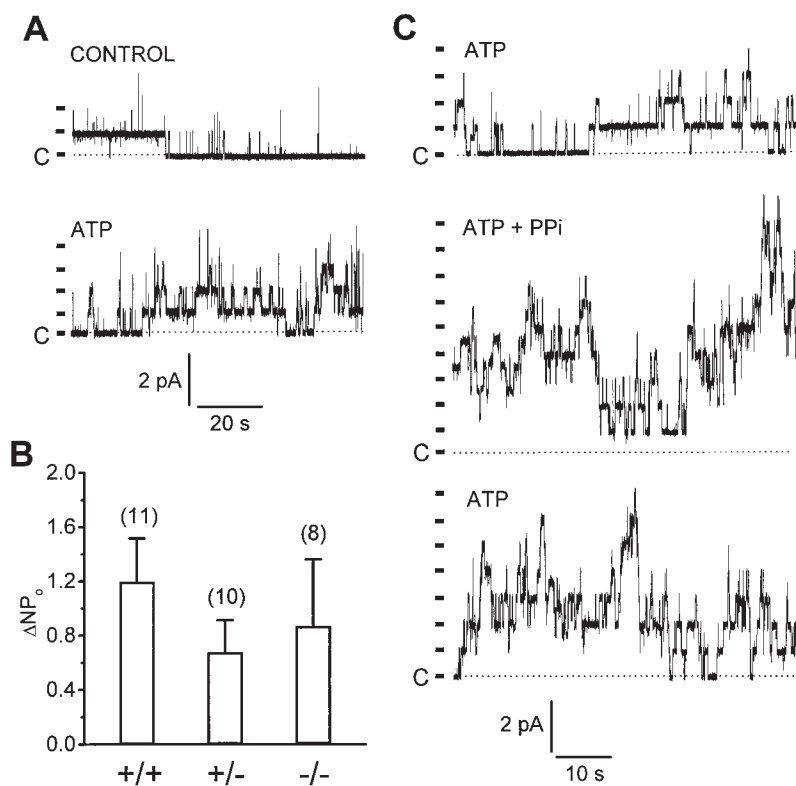 A
CONTROL
C
ATP
C
2 pA
20 s
B
2.0
1.6
1.2
0.8
0.4
0.0
ΔNPo
(11)
(10)
(8)
+/+
+/-
-/-
C
ATP
C
ATP + PPi
C
ATP
C
2 pA
10 s